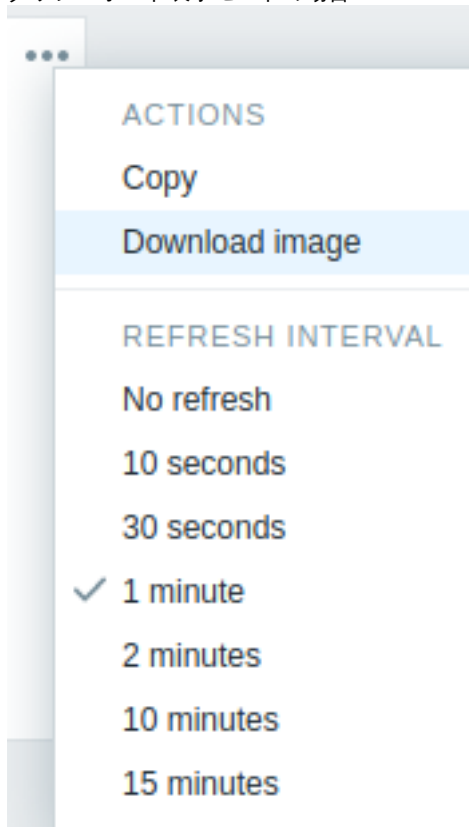 ACTIONS
Copy
Download image
REFRESH INTERVAL
No refresh
10 seconds
30 seconds
1 minute
2 minutes
10 minutes
15 minutes